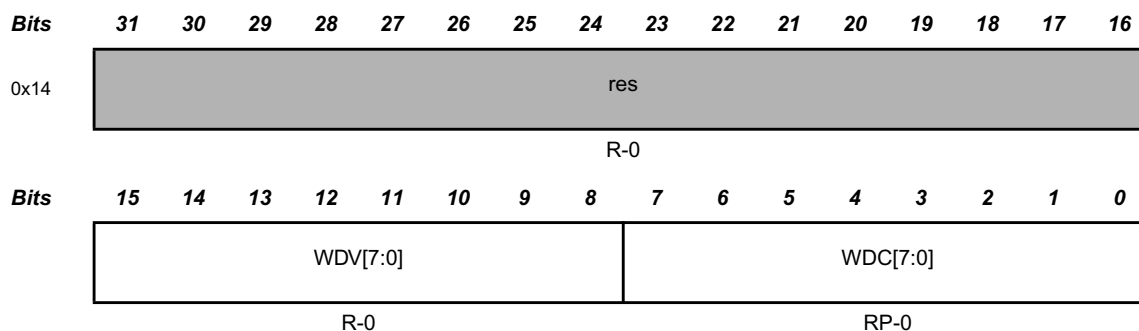 Bits 31 30 29 28 27 26 25 24 23 22 21 20 19 18 17 16
0x14 res
R-0
Bits 15 14 13 12 11 10 9 8 7 6 5 4 3 2 1 0
WDV[7:0] WDC[7:0]
R-0 RP-0